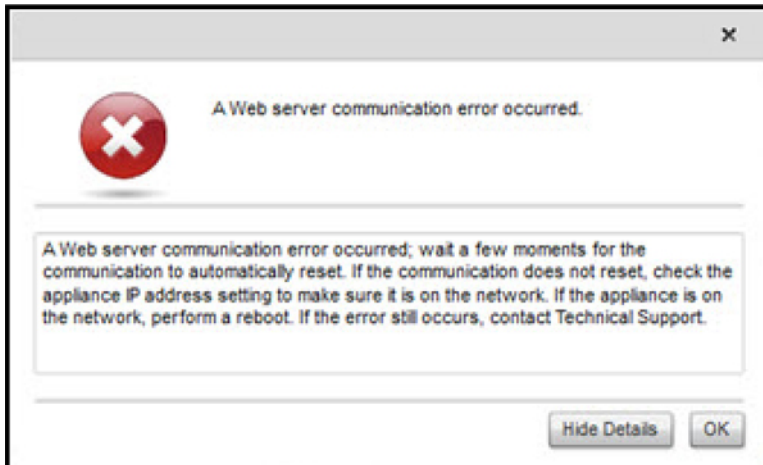 A Web server communication error occurred.
A Web server communication error occurred; wait a few moments for the
communication to automatically reset. If the communication does not reset, check the
appliance IP address setting to make sure it is on the network. If the appliance is on
the network, perform a reboot. If the error still occurs, contact Technical Support.
Hide Details
OK